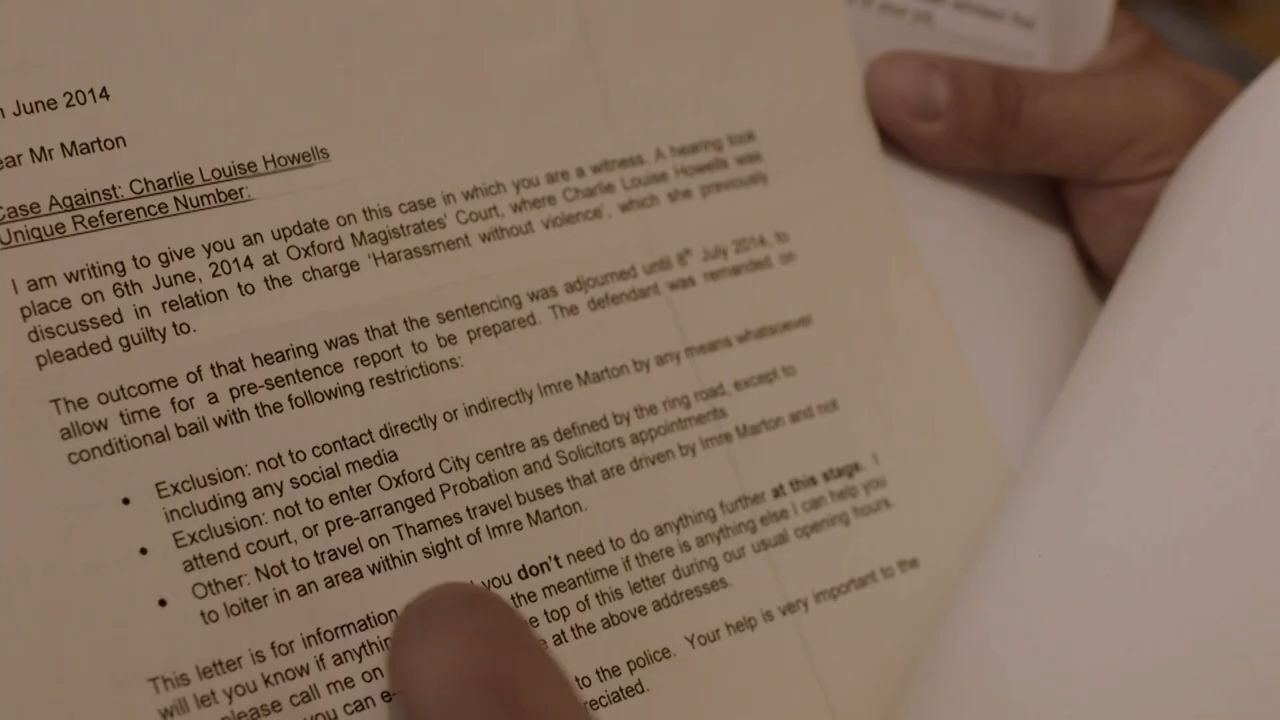 June 2014
ear Mr Marton
Case Against: Charlie Louise Howells
Unique Reference Number:
I am writing to give you an update on this case in which you are a witness. A hearing took
place on 6th June, 2014 at Oxford Magistrates' Court, where Charlie Louise Howells was
discussed in relation to the charge 'Harassment without violence', which she previously
pleaded guilty to.
The outcome of that hearing was that the sentencing was adjourned until 8th July 2014, to
allow time for a pre-sentence report to be prepared. The defendant was remanded on
conditional bail with the following restrictions:
• Exclusion: not to contact directly or indirectly Imre Marton by any means whatsoever
including any social media
• Exclusion: not to enter Oxford City centre as defined by the ring road, except to
attend court, or pre-arranged Probation and Solicitors appointments
• Other: Not to travel on Thames travel buses that are driven by Imre Marton and not
to loiter in an area within sight of Imre Marton.
This letter is for information you don't need to do anything further at this stage. I
will let you know if anythin the meantime if there is anything else I can help you
please call me on e top of this letter during our usual opening hours.
you can e- e at the above addresses.
to the police. Your help is very important to the
reciated.